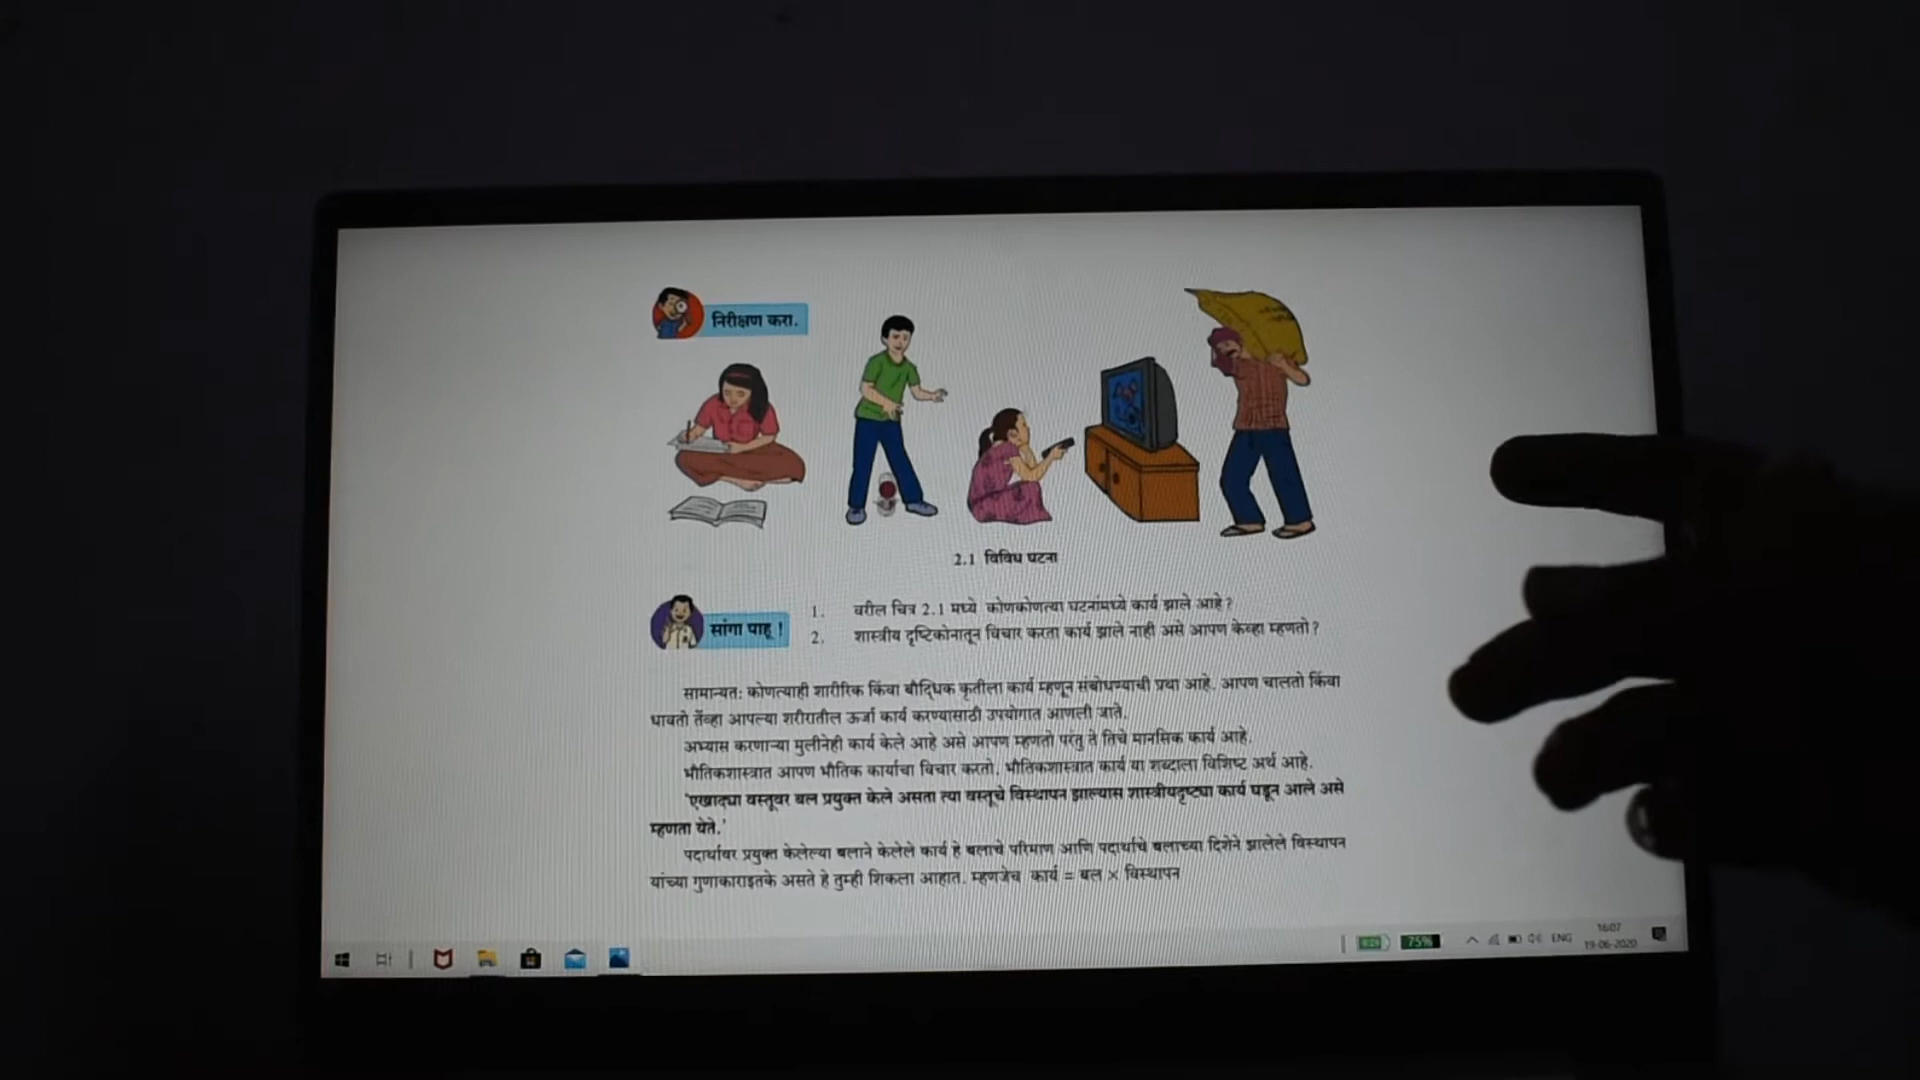 निरीक्षण करा.
2.1 विविध घटना
सांगा पाहू !
1. वरील चित्र 2.1 मध्ये कोणकोणत्या घटनांमध्ये कार्य झाले आहे?
2. शास्त्रीय दृष्टिकोनातून विचार करता कार्य झाले नाही असे आपण केव्हा म्हणतो?
सामान्यत: कोणत्याही शारीरिक किंवा बौद्धिक कृतीला कार्य म्हणून संबोधण्याची प्रथा आहे. आपण चालतो किंवा
धावतो तेंव्हा आपल्या शरीरातील ऊर्जा कार्य करण्यासाठी उपयोगात आणली जाते.
अभ्यास करणाऱ्या मुलीनेही कार्य केले आहे असे आपण म्हणतो परंतु ते तिचे मानसिक कार्य आहे.
भौतिकशास्त्रात आपण भौतिक कार्याचा विचार करतो. भौतिकशास्त्रात कार्य या शब्दाला विशिष्ट अर्थ आहे.
'एखाद्या वस्तूवर बल प्रयुक्त केले असता त्या वस्तूचे विस्थापन झाल्यास शास्त्रीयदृष्ट्या कार्य घडून आले असे
म्हणता येते.'
पदार्थावर प्रयुक्त केलेल्या बलाने केलेले कार्य हे बलाचे परिमाण आणि पदार्थाचे बलाच्या दिशेने झालेले विस्थापन
यांच्या गुणाकाराइतके असते हे तुम्ही शिकला आहात. म्हणजेच कार्य = बल × विस्थापन
75% ENG 16:07
19-06-2020